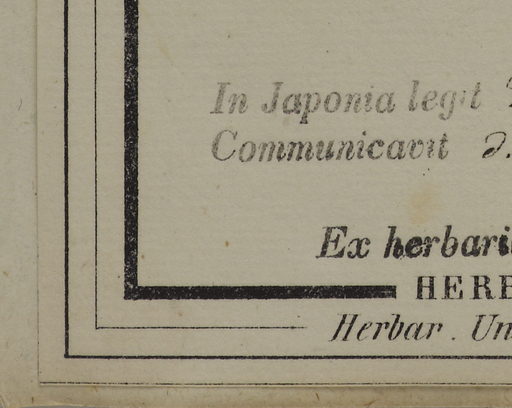 In Japonia legit
Communicavit
Ex herbari
HERB
Herbar. Un